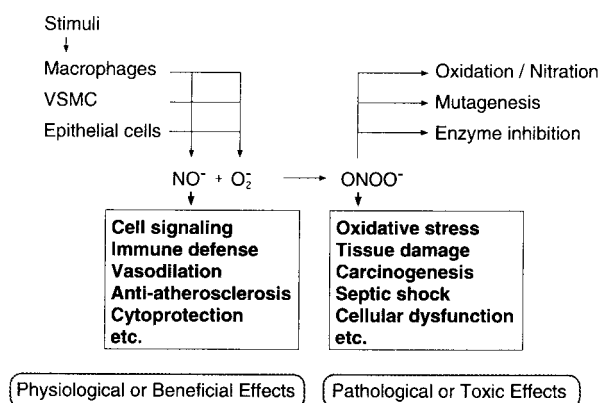 Stimuli
Macrophages
VSMC
Epithelial cells
Oxidation / Nitration
Mutagenesis
Enzyme inhibition
NO⁻ + O₂⁻ ONOO⁻
Cell signaling
Immune defense
Vasodilation
Anti-atherosclerosis
Cytoprotection
etc.
Oxidative stress
Tissue damage
Carcinogenesis
Septic shock
Cellular dysfunction
etc.
Physiological or Beneficial Effects
Pathological or Toxic Effects